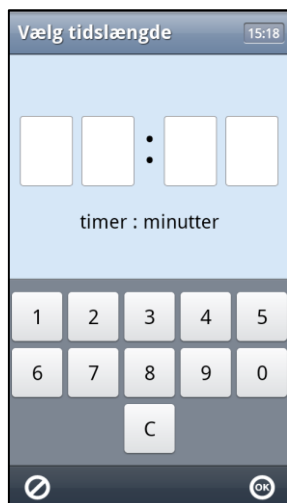 Vælg tidslængde 15:18
:
timer : minutter
1 2 3 4 5
6 7 8 9 0
C
OK